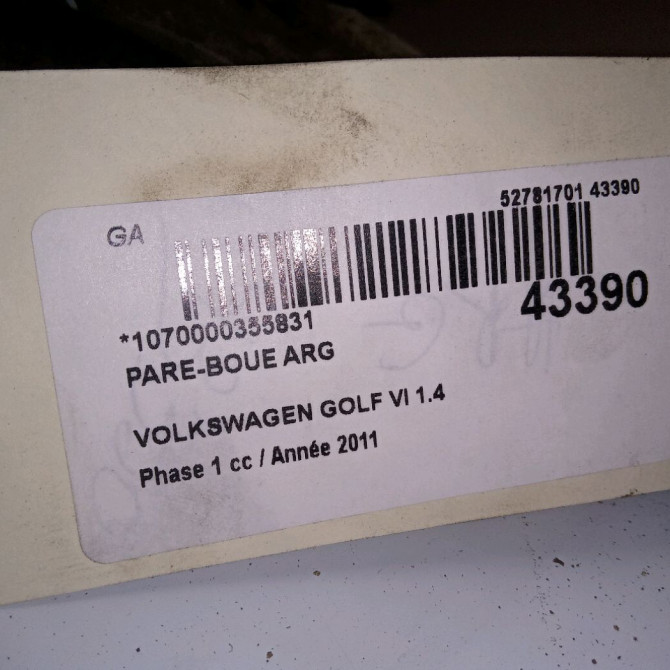 GA
52781701 43390
43390
*1070000355831
PARE-BOUE ARG
VOLKSWAGEN GOLF VI 1.4
Phase 1 cc / Année 2011